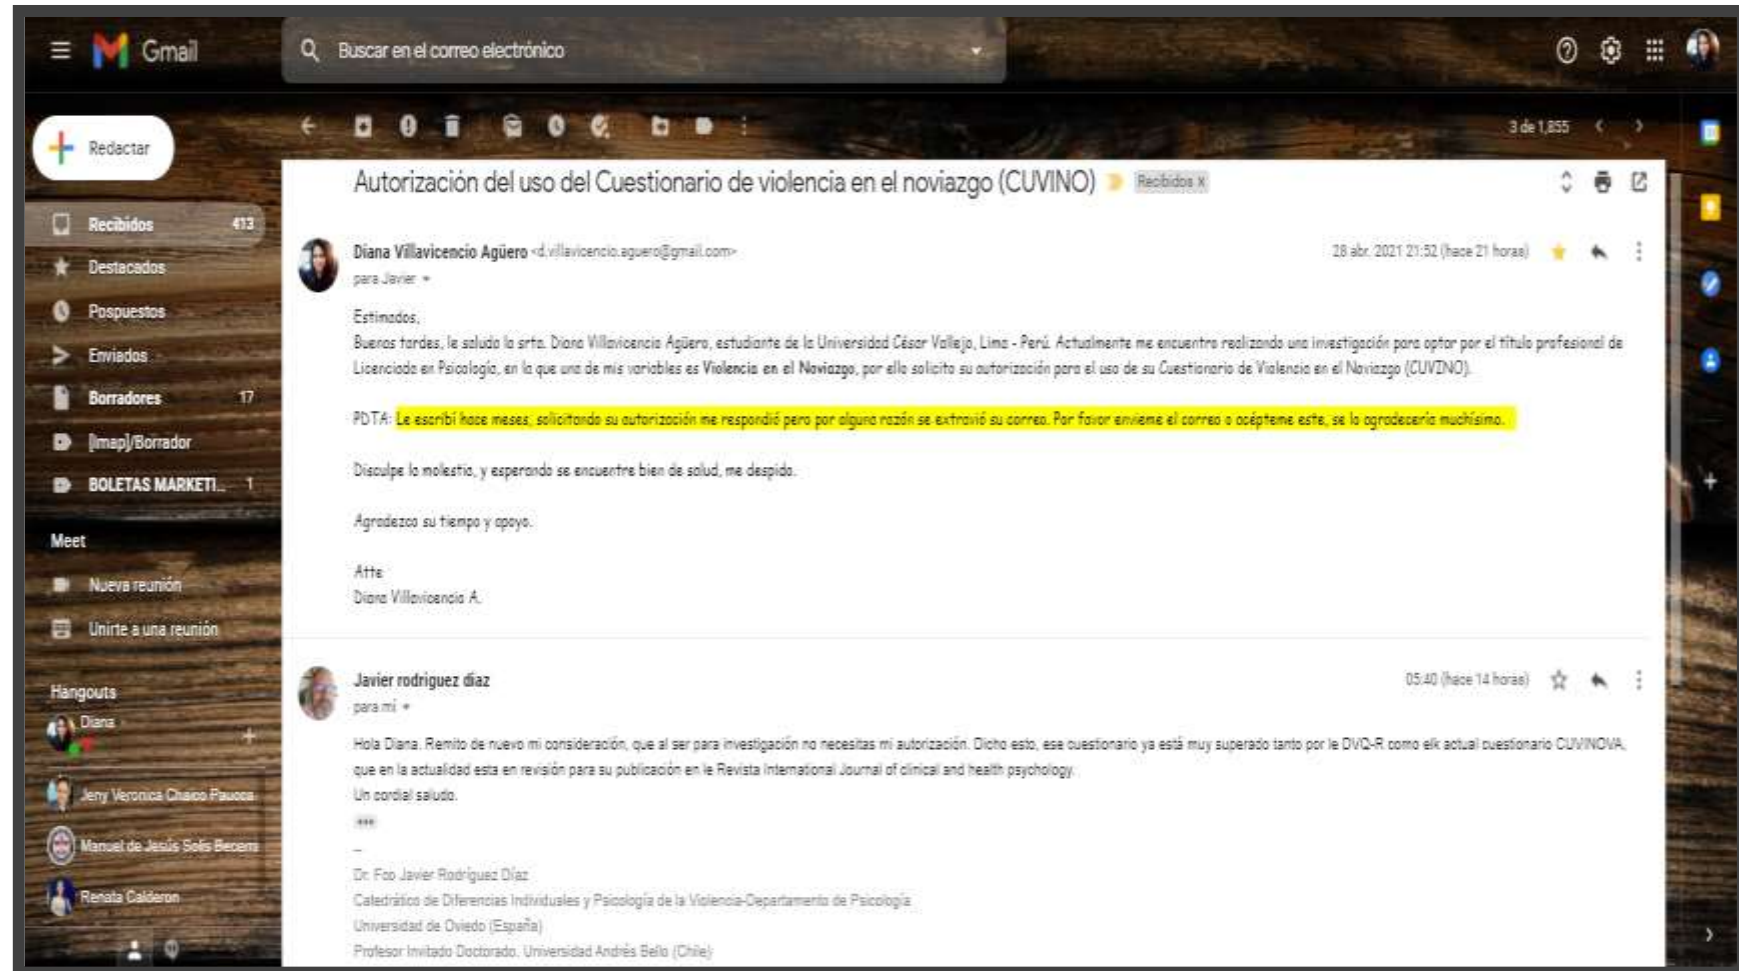 Gmail
Buscar en el correo electrónico
Redactar
3 de 1,855
Autorización del uso del Cuestionario de violencia en el noviazgo (CUVINO) Recibidos x
Recibidos 413
Destacados
Pospuestos
Enviados
Borradores 17
[Imap]/Borrador
BOLETAS MARKETI... 1
Meet
Nueva reunión
Unirte a una reunión
Hangouts
Diana
Jeny Veronica Chaico Paucca
Manuel de Jesús Solis Becerra
Renata Calderon
Diana Villavicencio Agüero <d.villavicencio.aguero@gmail.com>
28 abr. 2021 21:52 (hace 21 horas)
para Javier
Estimados,
Buenas tardes, le saluda la srta. Diana Villavicencio Agüero, estudiante de la Universidad César Vallejo, Lima - Perú. Actualmente me encuentro realizando una investigación para optar por el título profesional de
Licenciada en Psicología, en la que una de mis variables es Violencia en el Noviazgo, por ello solicito su autorización para el uso de su Cuestionario de Violencia en el Noviazgo (CUVINO).
PDTA: Le escribí hace meses, solicitando su autorización me respondió pero por alguna razón se extravió su correo. Por favor envieme el correo o acépteme este, se lo agradecería muchísimo.
Disculpe la molestia, y esperando se encuentre bien de salud, me despido.
Agradezco su tiempo y apoyo.
Atte
Diana Villavicencio A.
Javier rodriguez díaz
05:40 (hace 14 horas)
para mí
Hola Diana. Remito de nuevo mi consideración, que al ser para investigación no necesitas mi autorización. Dicho esto, ese cuestionario ya está muy superado tanto por le DVQ-R como elk actual cuestionario CUVINOVA,
que en la actualidad esta en revisión para su publicación en le Revista International Journal of clinical and health psychology.
Un cordial saludo.
--
Dr. Fco Javier Rodríguez Díaz
Catedrático de Diferencias Individuales y Psicología de la Violencia-Departamento de Psicología
Universidad de Oviedo (España)
Profesor Invitado Doctorado. Universidad Andrés Bello (Chile)